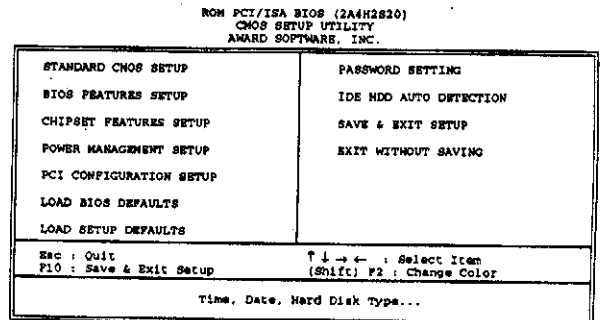 ROM PCI/ISA BIOS (2A4H2S20)
CMOS SETUP UTILITY
AWARD SOFTWARE, INC.
STANDARD CMOS SETUP
BIOS FEATURES SETUP
CHIPSET FEATURES SETUP
POWER MANAGEMENT SETUP
PCI CONFIGURATION SETUP
LOAD BIOS DEFAULTS
LOAD SETUP DEFAULTS
PASSWORD SETTING
IDE HDD AUTO DETECTION
SAVE & EXIT SETUP
EXIT WITHOUT SAVING
Esc : Quit
F10 : Save & Exit Setup
↑ ↓ → ← : Select Item
(Shift) F2 : Change Color
Time, Date, Hard Disk Type...